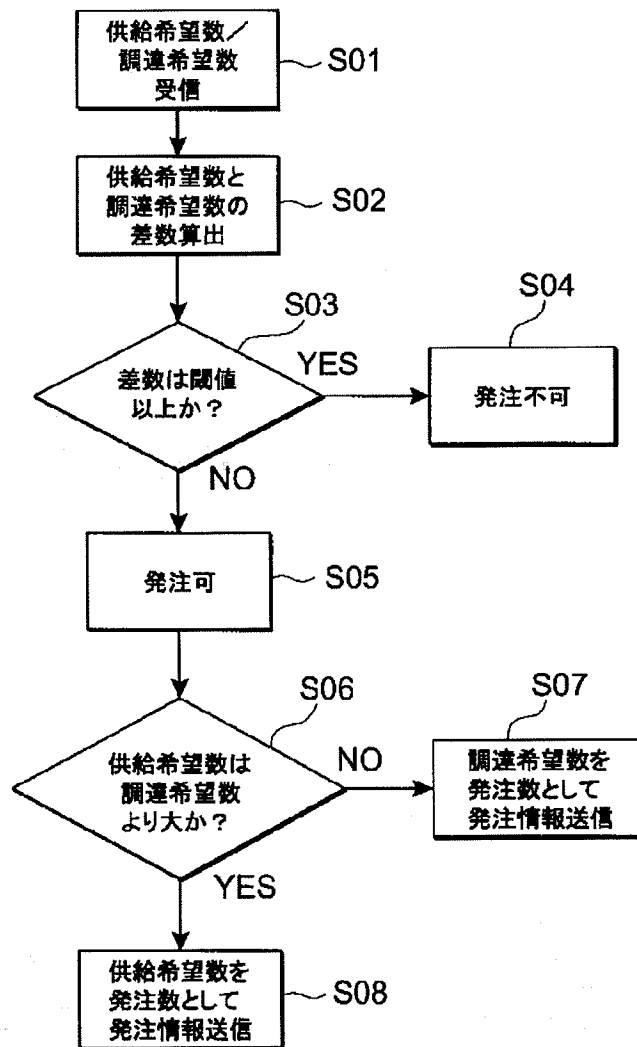 供給希望数／
調達希望数
受信
S01
供給希望数と
調達希望数の
差数算出
S02
S03
差数は閾値
以上か？
YES
S04
発注不可
NO
発注可
S05
S06
供給希望数は
調達希望数
より大か？
NO
S07
調達希望数を
発注数として
発注情報送信
YES
供給希望数を
発注数として
発注情報送信
S08